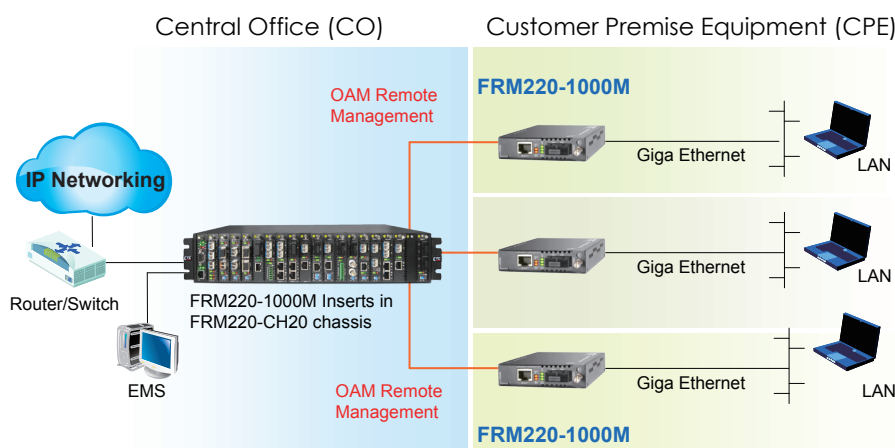 Central Office (CO)
Customer Premise Equipment (CPE)
OAM Remote
Management
FRM220-1000M
Giga Ethernet
LAN
IP Networking
Router/Switch
FRM220-1000M Inserts in
FRM220-CH20 chassis
Giga Ethernet
LAN
EMS
OAM Remote
Management
Giga Ethernet
LAN
FRM220-1000M